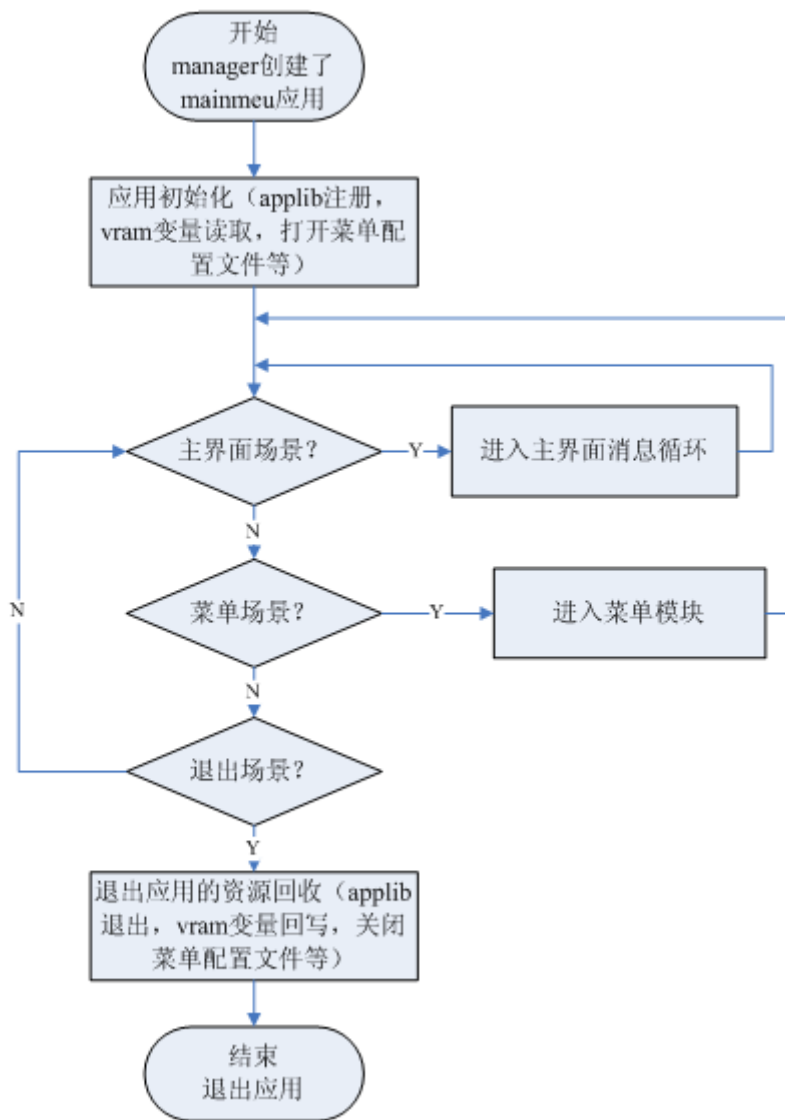 开始
manager创建了
mainmeu应用
应用初始化（applib注册，
vram变量读取，打开菜单配
置文件等）
主界面场景？
Y
进入主界面消息循环
N
菜单场景？
Y
进入菜单模块
N
N
退出场景？
Y
退出应用的资源回收（applib
退出，vram变量回写，关闭
菜单配置文件等）
结束
退出应用